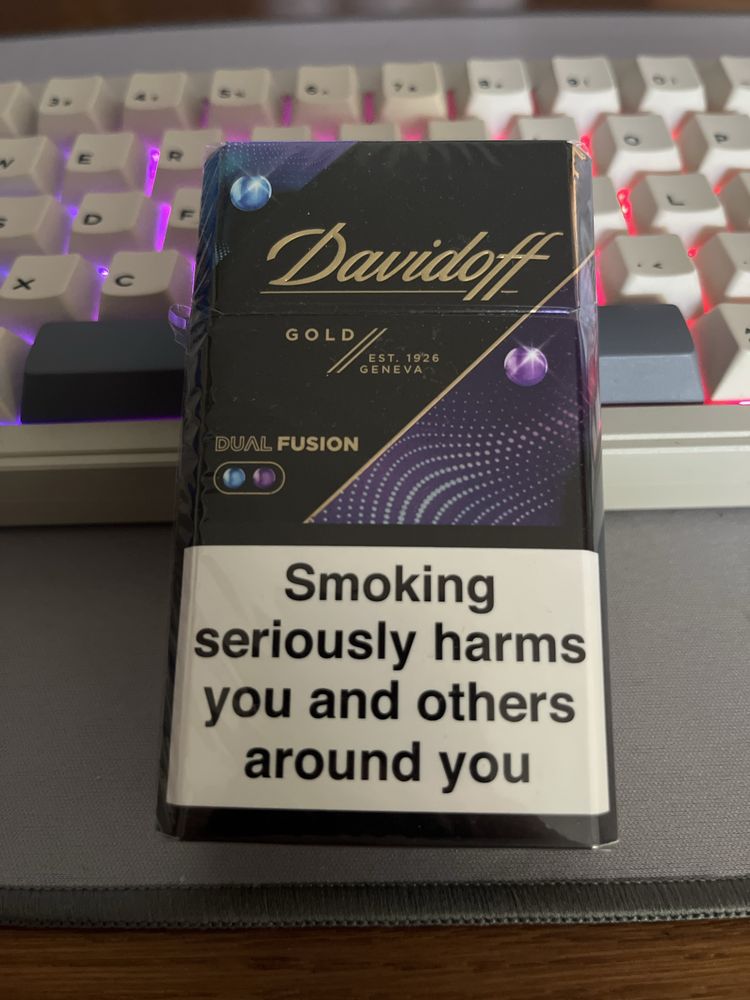 W E R
O P
S D F
L
X C
Davidoff
GOLD//
EST. 1926
GENEVA
DUAL FUSION
Smoking
seriously harms
you and others
around you